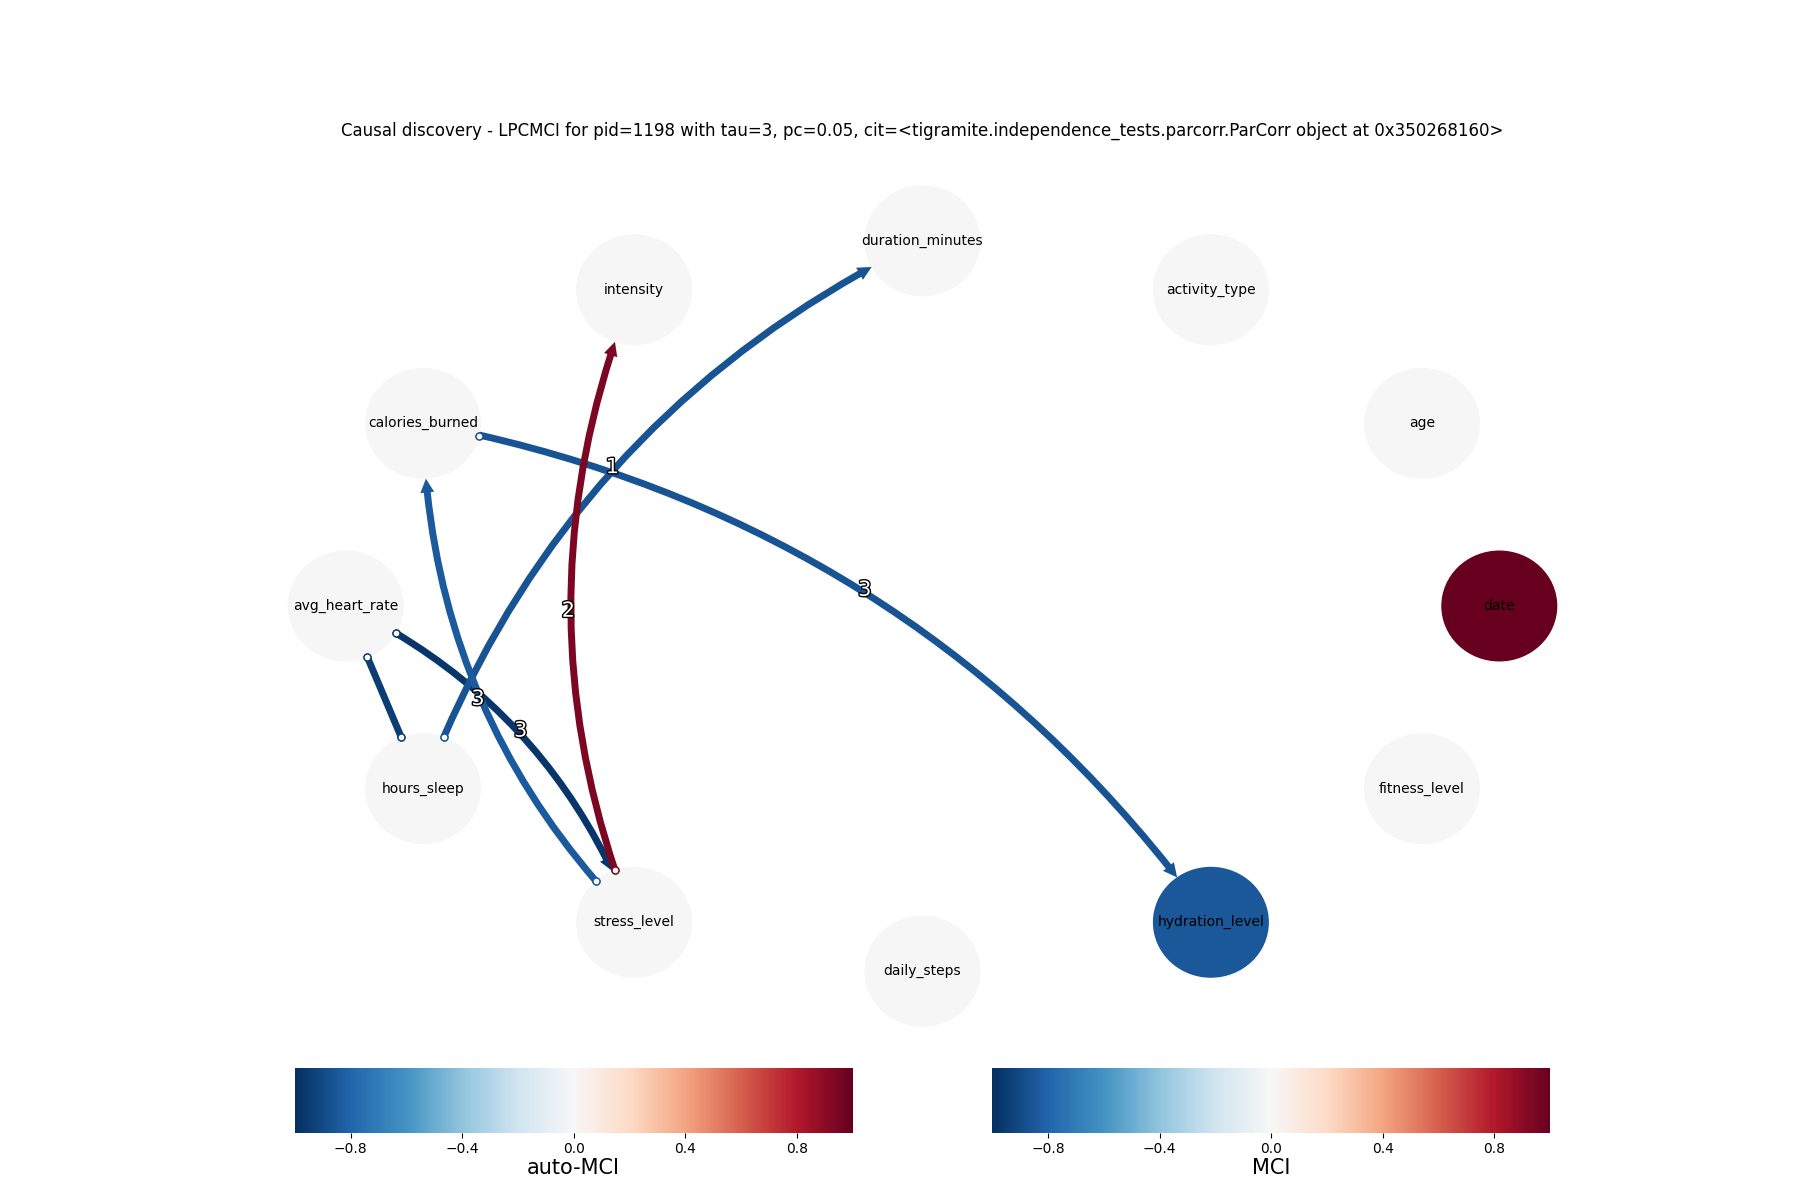 Causal discovery - LPCMCI for pid=1198 with tau=3, pc=0.05, cit=<tigramite.independence_tests.parcorr.ParCorr object at 0x350268160>
duration_minutes
intensity
activity_type
calories_burned
age
1
3
avg_heart_rate
2
date
3
3
hours_sleep
fitness_level
stress_level
hydration_level
daily_steps
−0.8 −0.4 0.0 0.4 0.8
auto-MCI
−0.8 −0.4 0.0 0.4 0.8
MCI